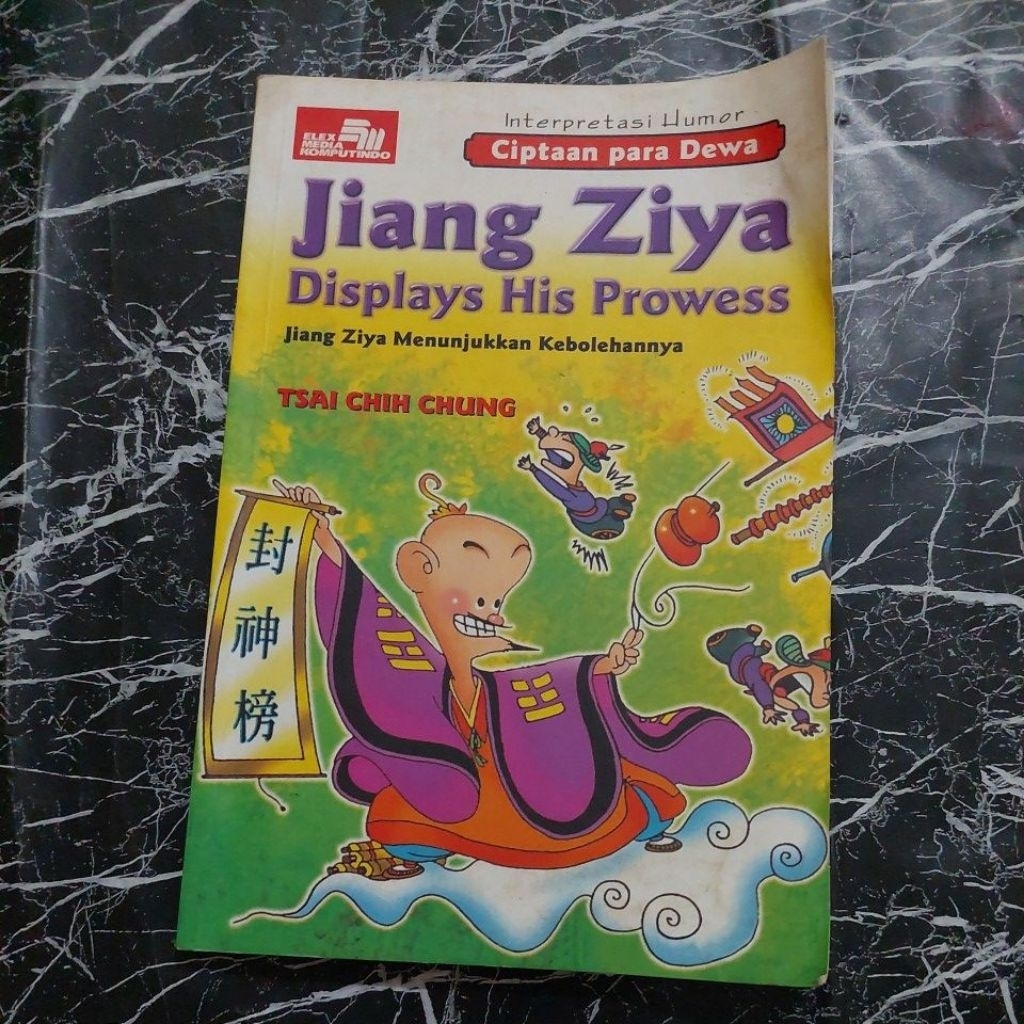 ELEX
MEDIA
KOMPUTINDO
Interpretasi Humor
Ciptaan para Dewa
Jiang Ziya
Displays His Prowess
Jiang Ziya Menunjukkan Kebolehannya
TSAI CHIH CHUNG
封
神
榜